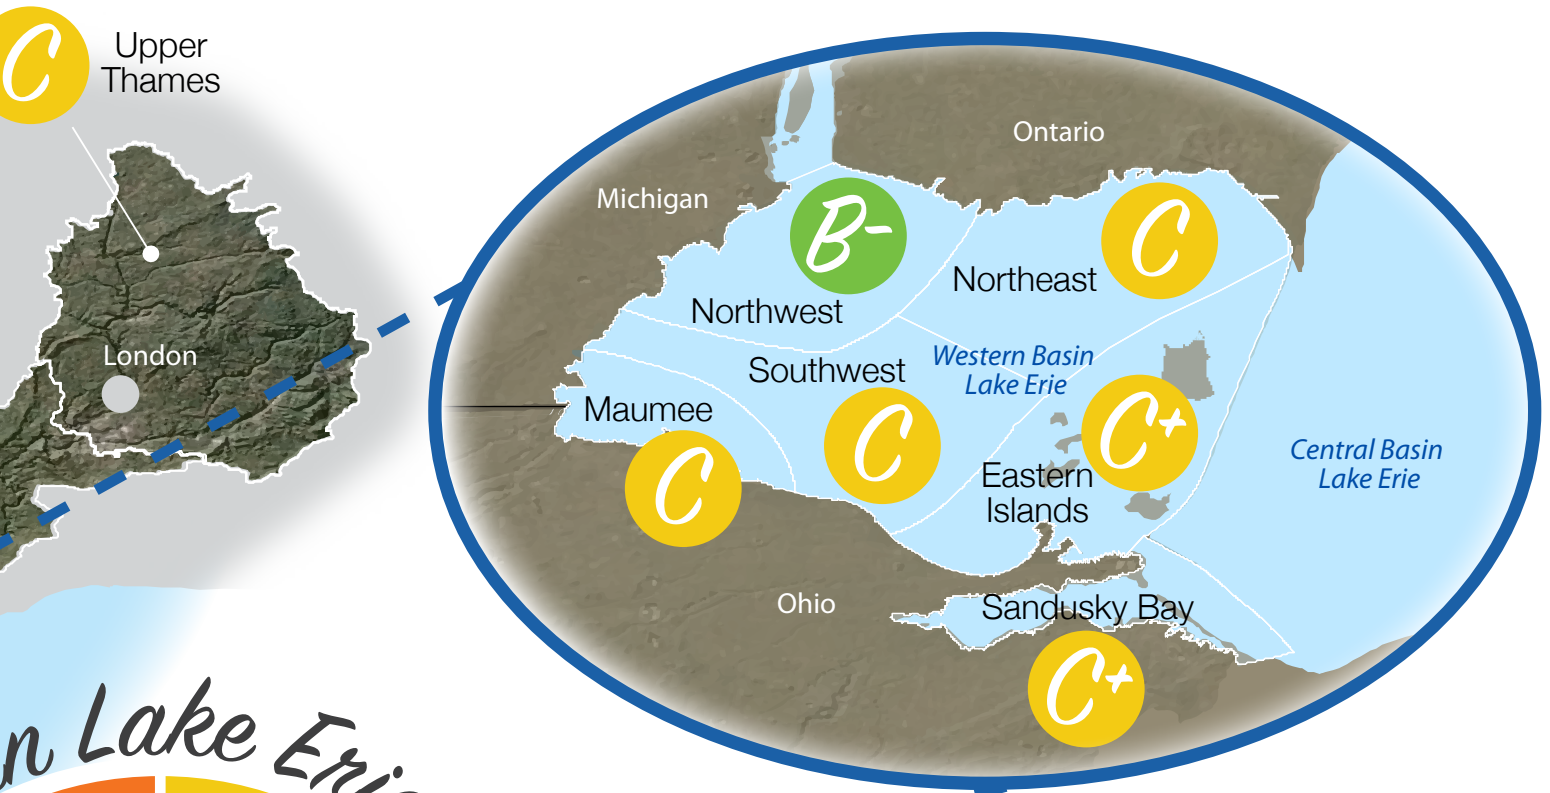 C
Upper
Thames
London
Ontario
Michigan
B-
C
Northeast
Northwest
Western Basin
Lake Erie
Southwest
Maumee
C
C
C+
Eastern
Islands
Central Basin
Lake Erie
Ohio
Sandusky Bay
C+
n Lake Erie